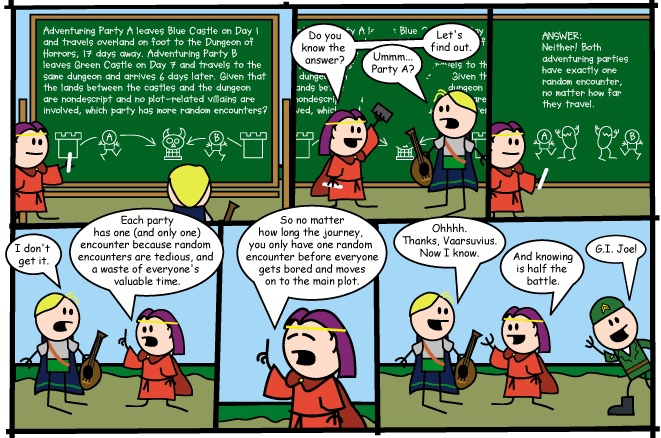 Adventuring Party A leaves Blue Castle on Day 1
and travels overland on foot to the Dungeon of
Horrors, 17 days away. Adventuring Party B
leaves Green Castle on Day 7 and travels to the
same dungeon and arrives 6 days later. Given that
the lands between the castles and the dungeon
are nondescript and no plot-related villains are
involved, which party has more random encounters?
A
B
Do you
know the
answer?
Let's
find out.
Ummm...
Party A?
ANSWER:
Neither! Both
adventuring parties
have exactly one
random encounter,
no matter how far
they travel.
A
B
I don't
get it.
Each party
has one (and only one)
encounter because random
encounters are tedious, and
a waste of everyone's
valuable time.
So no matter
how long the journey,
you only have one random
encounter before everyone
gets bored and moves
on to the main plot.
Ohhhh.
Thanks, Vaarsuvius.
Now I know.
And knowing
is half the
battle.
G.I. Joe!